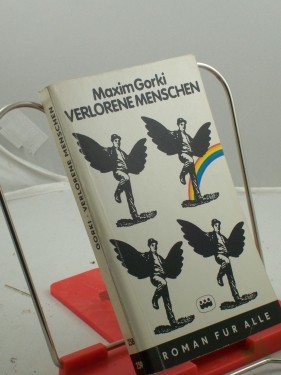 Maxim Gorki
VERLORENE MENSCHEN
ROMAN FÜR ALLE
GORKI · VERLORENE MENSCHEN